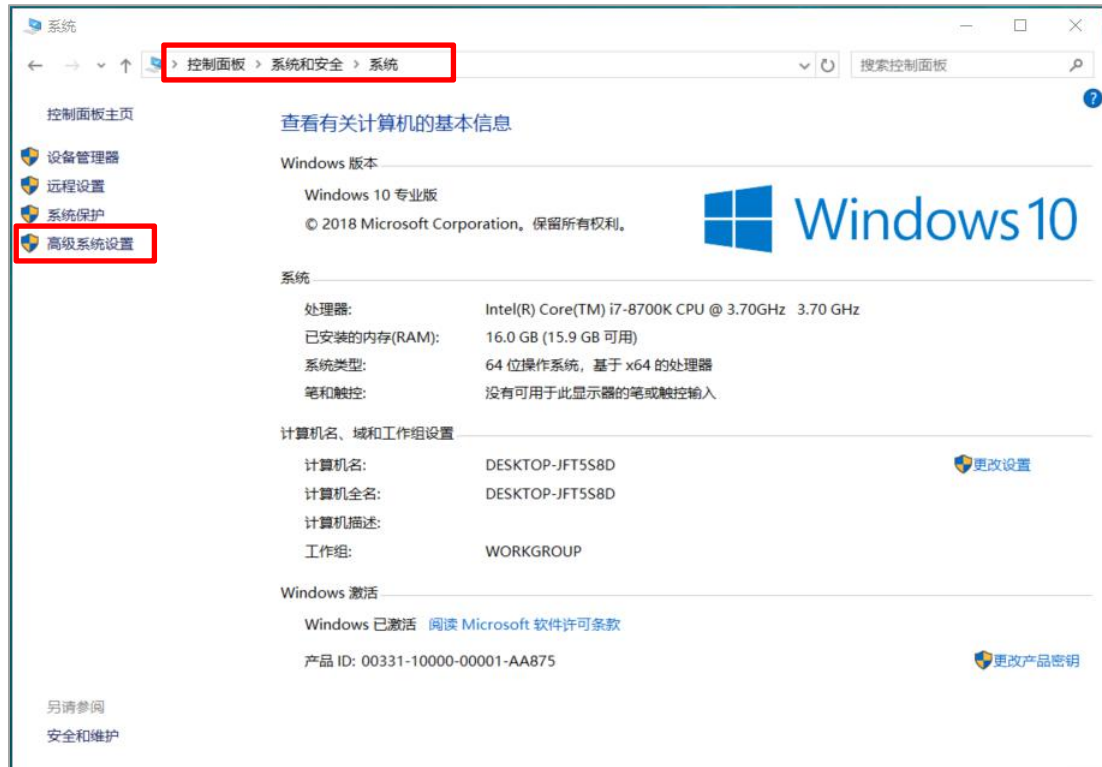 系统
控制面板 › 系统和安全 › 系统
搜索控制面板
控制面板主页
设备管理器
远程设置
系统保护
高级系统设置
查看有关计算机的基本信息
Windows 版本
Windows 10 专业版
© 2018 Microsoft Corporation。保留所有权利。
Windows 10
系统
处理器: Intel(R) Core(TM) i7-8700K CPU @ 3.70GHz 3.70 GHz
已安装的内存(RAM): 16.0 GB (15.9 GB 可用)
系统类型: 64 位操作系统，基于 x64 的处理器
笔和触控: 没有可用于此显示器的笔或触控输入
计算机名、域和工作组设置
计算机名: DESKTOP-JFT5S8D 更改设置
计算机全名: DESKTOP-JFT5S8D
计算机描述:
工作组: WORKGROUP
Windows 激活
Windows 已激活 阅读 Microsoft 软件许可条款
产品 ID: 00331-10000-00001-AA875 更改产品密钥
另请参阅
安全和维护